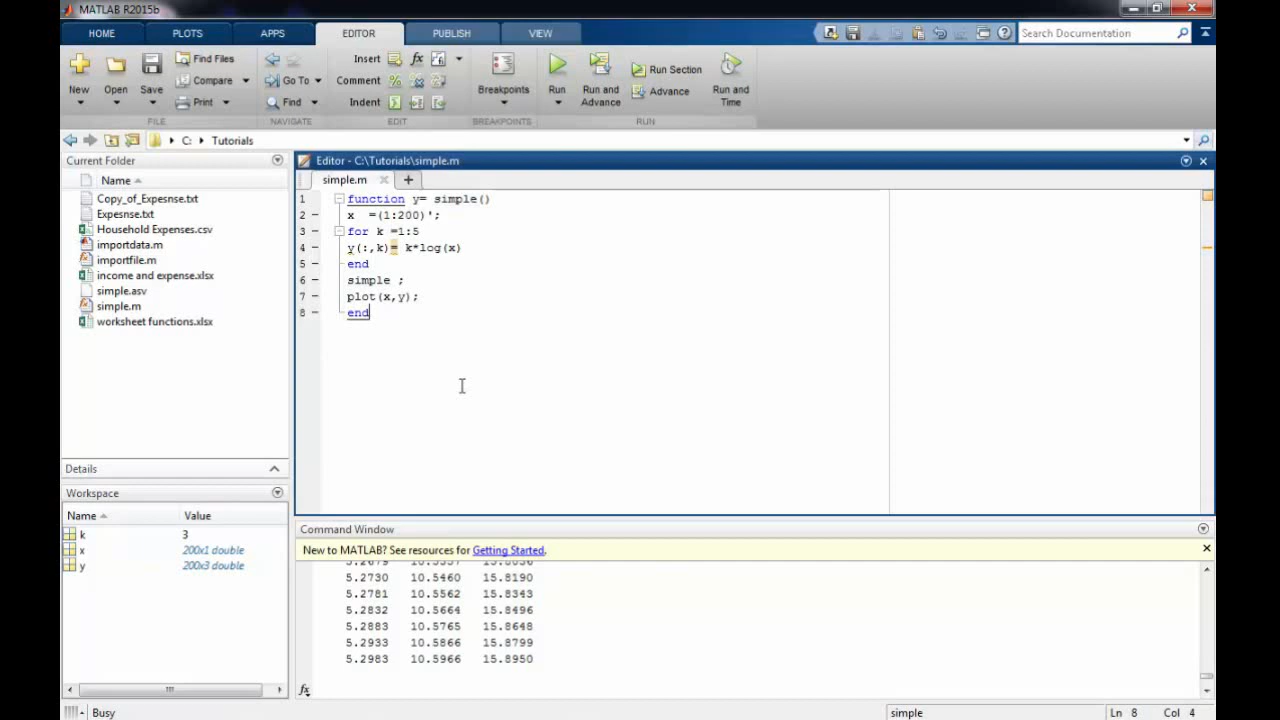 MATLAB R2015b
HOME PLOTS APPS EDITOR PUBLISH VIEW
Search Documentation
New Open Save Find Files Compare Print
Go To Find
Insert fx Comment % Indent
Breakpoints
Run Run and Advance Run Section Advance Run and Time
FILE NAVIGATE EDIT BREAKPOINTS RUN
C: Tutorials
Current Folder
Name
Copy_of_Expesnse.txt
Expesnse.txt
Household Expenses.csv
importdata.m
importfile.m
income and expense.xlsx
simple.asv
simple.m
worksheet functions.xlsx
Details
Workspace
Name Value
k 3
x 200x1 double
y 200x3 double
Editor - C:\Tutorials\simple.m
simple.m
1 function y= simple()
2 x =(1:200)';
3 for k =1:5
4 y(:,k)= k*log(x)
5 end
6 simple ;
7 plot(x,y);
8 end
Command Window
New to MATLAB? See resources for Getting Started.
5.2730 10.5460 15.8190
5.2781 10.5562 15.8343
5.2832 10.5664 15.8496
5.2883 10.5765 15.8648
5.2933 10.5866 15.8799
5.2983 10.5966 15.8950
fx
Busy simple Ln 8 Col 4